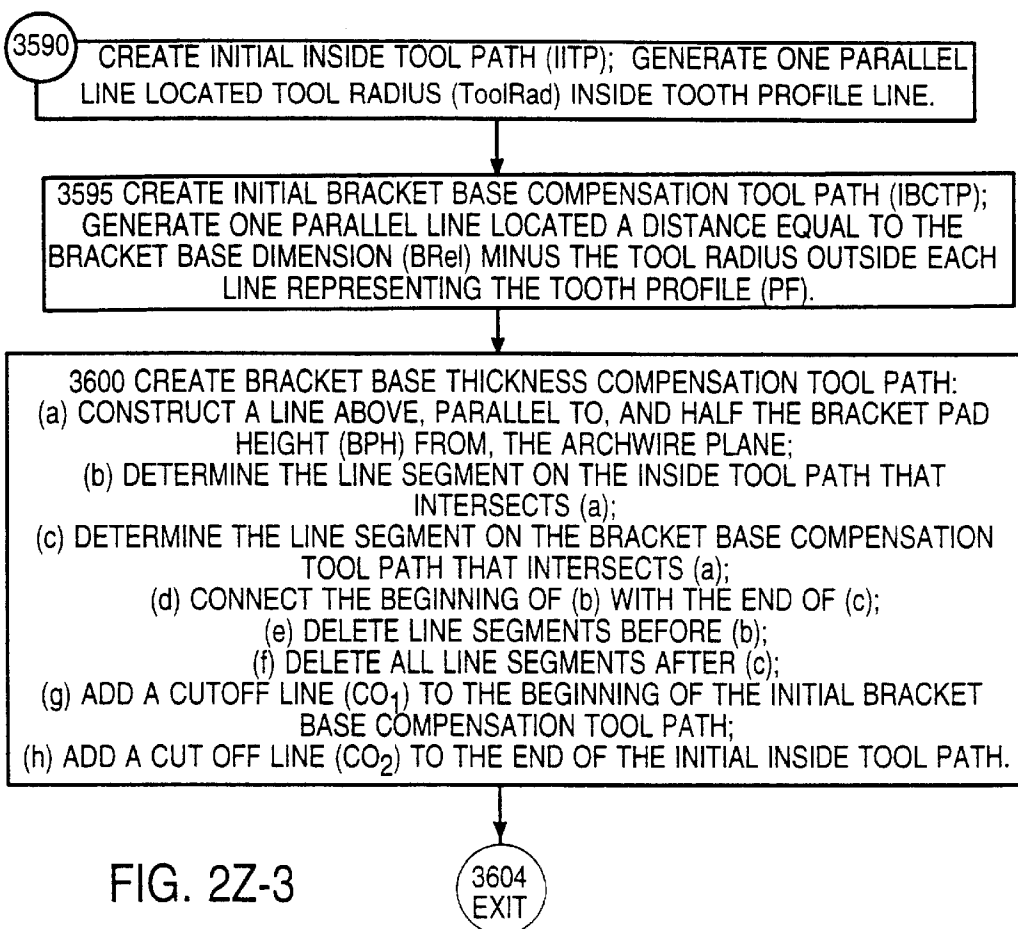 3590
CREATE INITIAL INSIDE TOOL PATH (IITP); GENERATE ONE PARALLEL
LINE LOCATED TOOL RADIUS (ToolRad) INSIDE TOOTH PROFILE LINE.
3595 CREATE INITIAL BRACKET BASE COMPENSATION TOOL PATH (IBCTP);
GENERATE ONE PARALLEL LINE LOCATED A DISTANCE EQUAL TO THE
BRACKET BASE DIMENSION (BRel) MINUS THE TOOL RADIUS OUTSIDE EACH
LINE REPRESENTING THE TOOTH PROFILE (PF).
3600 CREATE BRACKET BASE THICKNESS COMPENSATION TOOL PATH:
(a) CONSTRUCT A LINE ABOVE, PARALLEL TO, AND HALF THE BRACKET PAD
HEIGHT (BPH) FROM, THE ARCHWIRE PLANE;
(b) DETERMINE THE LINE SEGMENT ON THE INSIDE TOOL PATH THAT
INTERSECTS (a);
(c) DETERMINE THE LINE SEGMENT ON THE BRACKET BASE COMPENSATION
TOOL PATH THAT INTERSECTS (a);
(d) CONNECT THE BEGINNING OF (b) WITH THE END OF (c);
(e) DELETE LINE SEGMENTS BEFORE (b);
(f) DELETE ALL LINE SEGMENTS AFTER (c);
(g) ADD A CUTOFF LINE (CO1) TO THE BEGINNING OF THE INITIAL BRACKET
BASE COMPENSATION TOOL PATH;
(h) ADD A CUT OFF LINE (CO2) TO THE END OF THE INITIAL INSIDE TOOL PATH.
FIG. 2Z-3
3604
EXIT